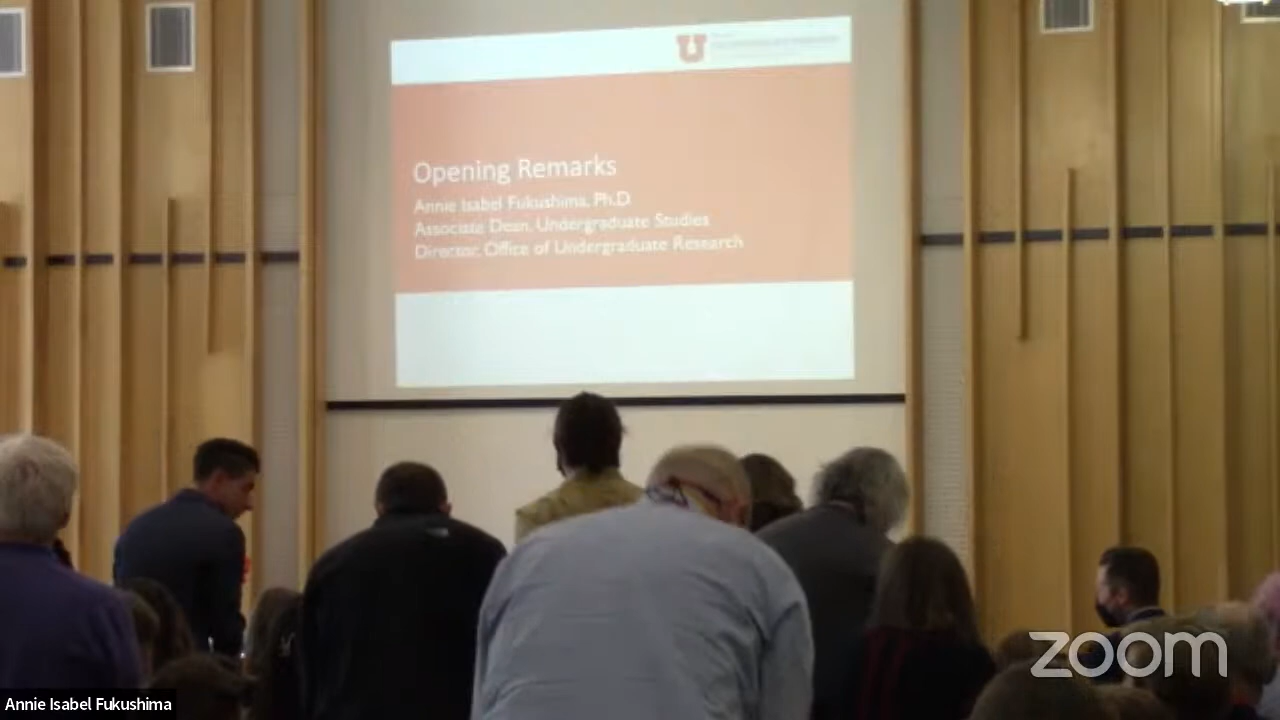 Opening Remarks
Annie Isabel Fukushima, Ph.D
Associate Dean, Undergraduate Studies
Director, Office of Undergraduate Research
zoom
Annie Isabel Fukushima